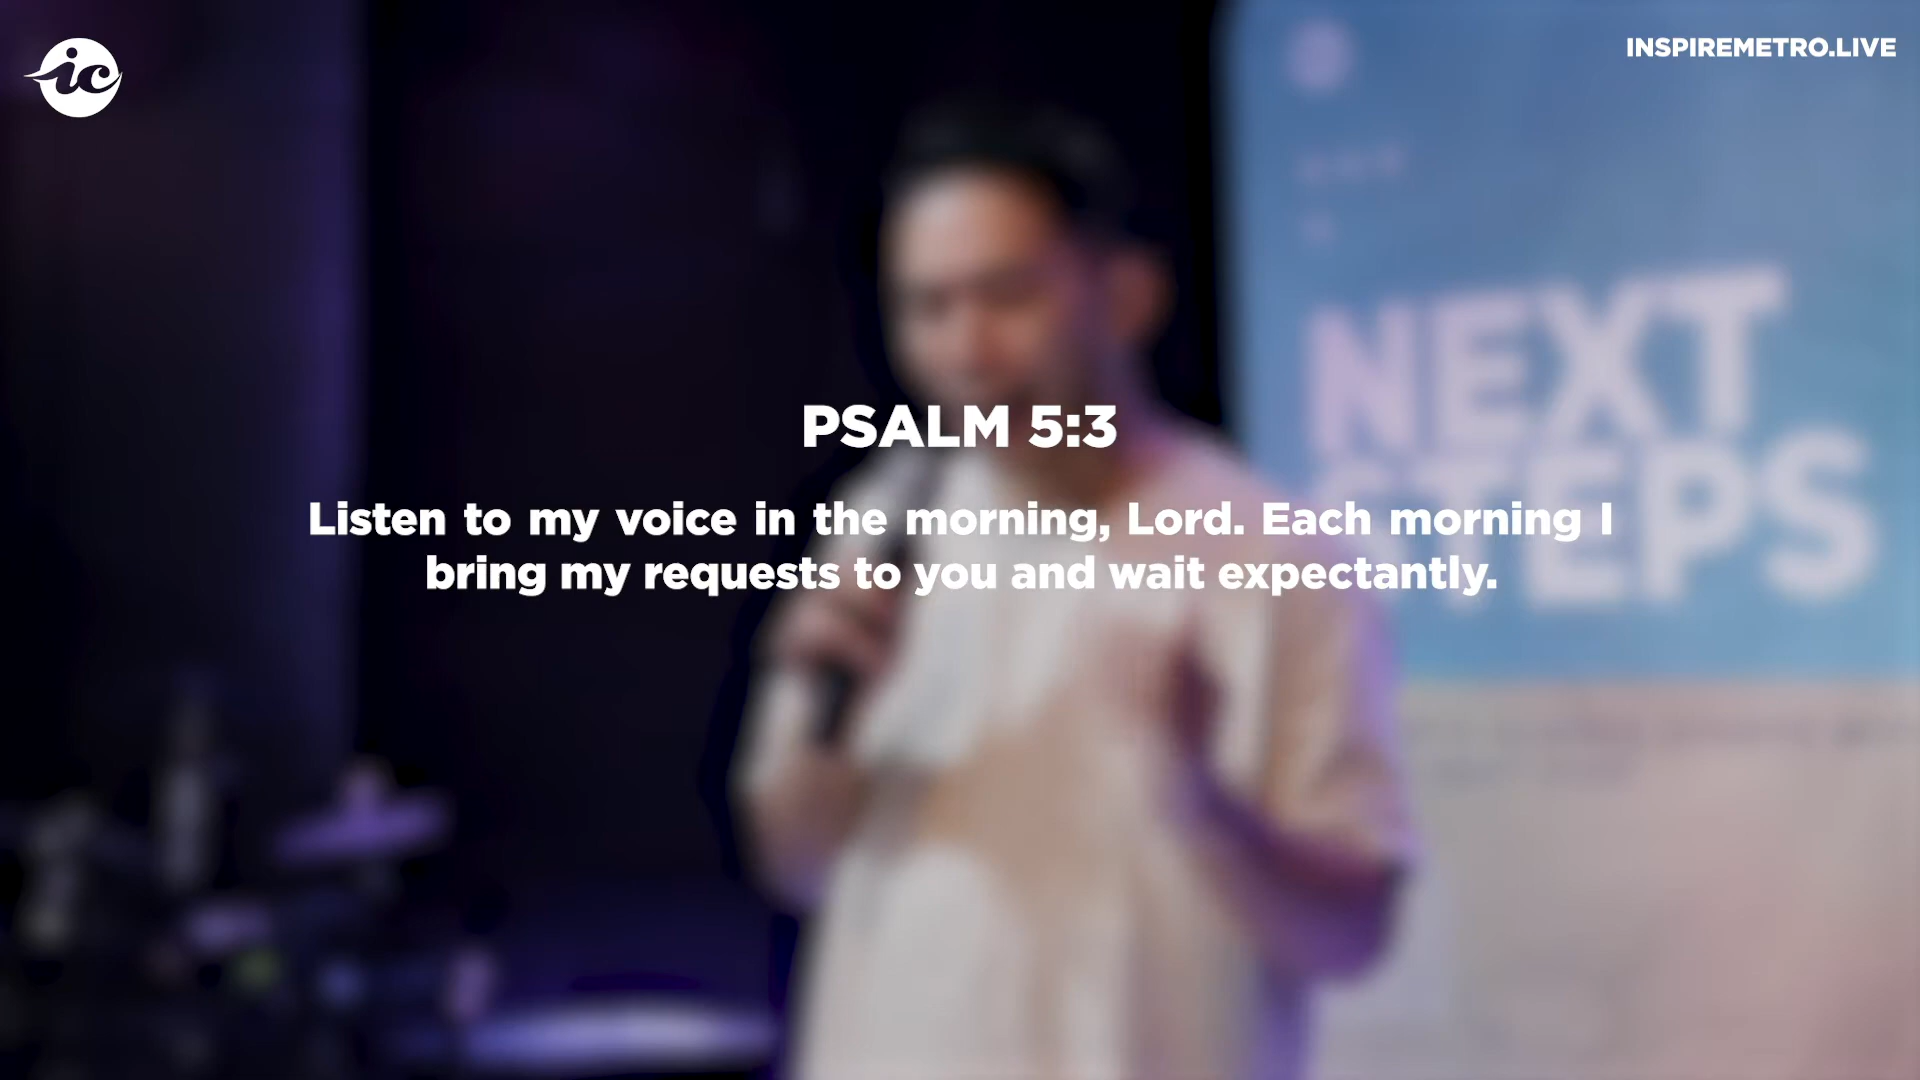 ic
INSPIREMETRO.LIVE
NEXT
STEPS
PSALM 5:3
Listen to my voice in the morning, Lord. Each morning I
bring my requests to you and wait expectantly.